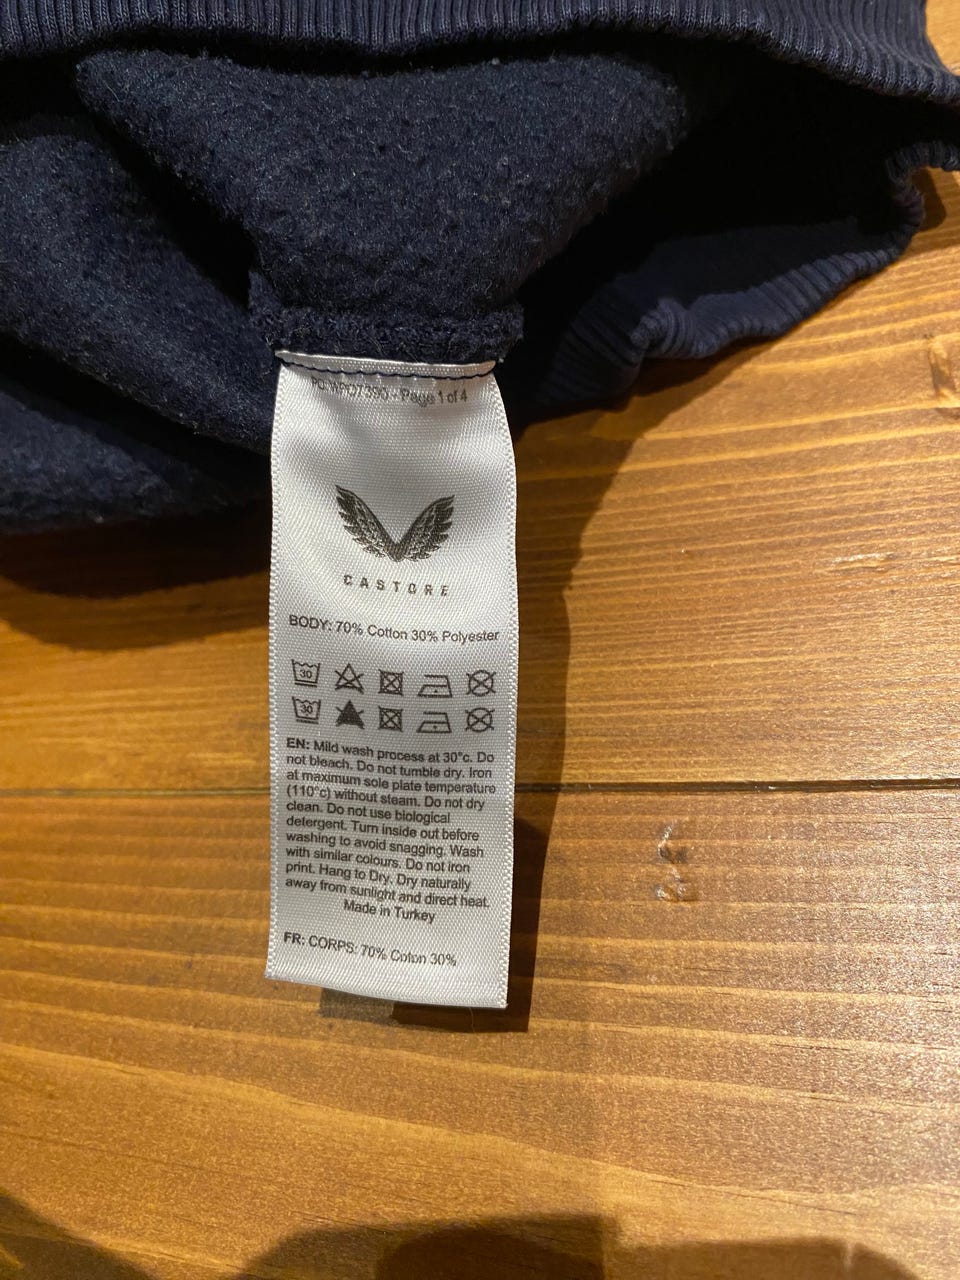 - Page 1 of 4
CASTORE
BODY: 70% Cotton 30% Polyester
30
30
EN: Mild wash process at 30°c. Do
not bleach. Do not tumble dry. Iron
at maximum sole plate temperature
(110°c) without steam. Do not dry
clean. Do not use biological
detergent. Turn inside out before
washing to avoid snagging. Wash
with similar colours. Do not iron
print. Hang to Dry. Dry naturally
away from sunlight and direct heat.
Made in Turkey
FR: CORPS: 70% Coton 30%